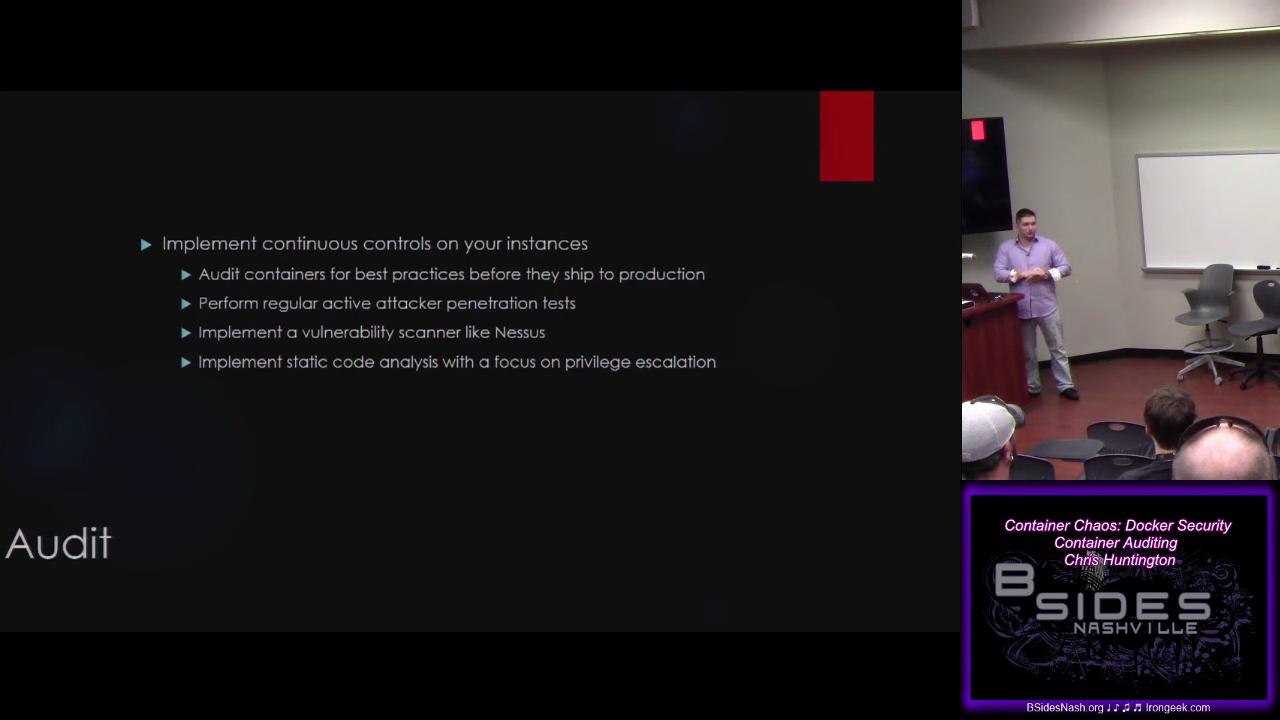 Implement continuous controls on your instances
Audit containers for best practices before they ship to production
Perform regular active attacker penetration tests
Implement a vulnerability scanner like Nessus
Implement static code analysis with a focus on privilege escalation
Audit
Container Chaos: Docker Security
Container Auditing
Chris Huntington
BSIDES
NASHVILLE
BSidesNash.org ♩ ♪ ♫ ♬ Irongeek.com